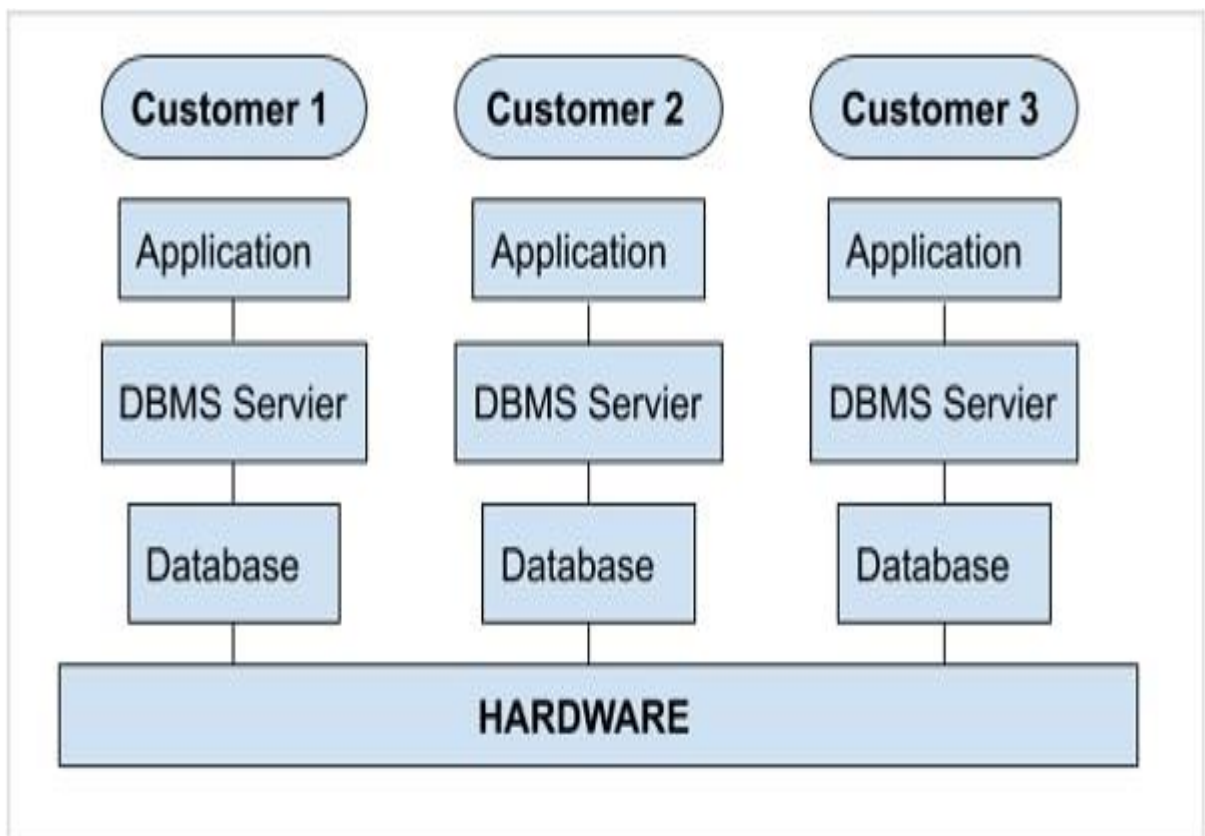 Customer 1
Customer 2
Customer 3
Application
Application
Application
DBMS Servier
DBMS Servier
DBMS Servier
Database
Database
Database
HARDWARE